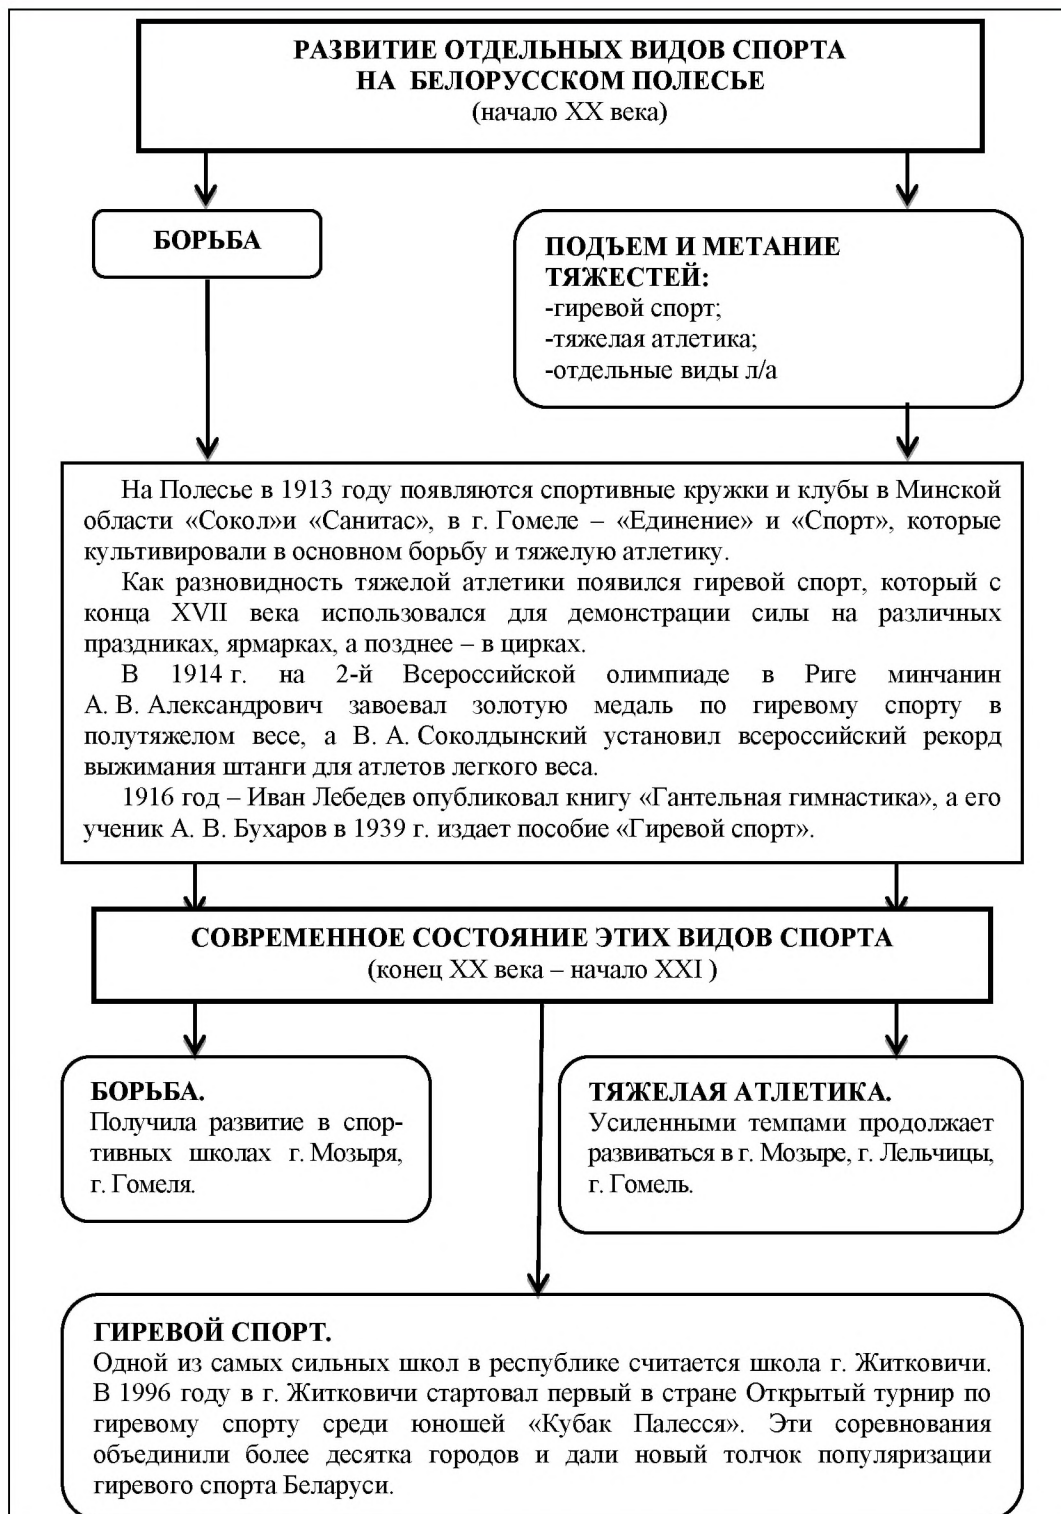 РАЗВИТИЕ ОТДЕЛЬНЫХ ВИДОВ СПОРТА
НА БЕЛОРУССКОМ ПОЛЕСЬЕ
(начало XX века)
БОРЬБА
ПОДЪЕМ И МЕТАНИЕ
ТЯЖЕСТЕЙ:
-гиревой спорт;
-тяжелая атлетика;
-отдельные виды л/а
На Полесье в 1913 году появляются спортивные кружки и клубы в Минской
области «Сокол»и «Санитас», в г. Гомеле – «Единение» и «Спорт», которые
культивировали в основном борьбу и тяжелую атлетику.
Как разновидность тяжелой атлетики появился гиревой спорт, который с
конца XVII века использовался для демонстрации силы на различных
праздниках, ярмарках, а позднее – в цирках.
В 1914 г. на 2-й Всероссийской олимпиаде в Риге минчанин
А. В. Александрович завоевал золотую медаль по гиревому спорту в
полутяжелом весе, а В. А. Соколдынский установил всероссийский рекорд
выжимания штанги для атлетов легкого веса.
1916 год – Иван Лебедев опубликовал книгу «Гантельная гимнастика», а его
ученик А. В. Бухаров в 1939 г. издает пособие «Гиревой спорт».
СОВРЕМЕННОЕ СОСТОЯНИЕ ЭТИХ ВИДОВ СПОРТА
(конец XX века – начало XXI )
БОРЬБА.
Получила развитие в спор-
тивных школах г. Мозыря,
г. Гомеля.
ТЯЖЕЛАЯ АТЛЕТИКА.
Усиленными темпами продолжает
развиваться в г. Мозыре, г. Лельчицы,
г. Гомель.
ГИРЕВОЙ СПОРТ.
Одной из самых сильных школ в республике считается школа г. Житковичи.
В 1996 году в г. Житковичи стартовал первый в стране Открытый турнир по
гиревому спорту среди юношей «Кубак Палесся». Эти соревнования
объединили более десятка городов и дали новый толчок популяризации
гиревого спорта Беларуси.